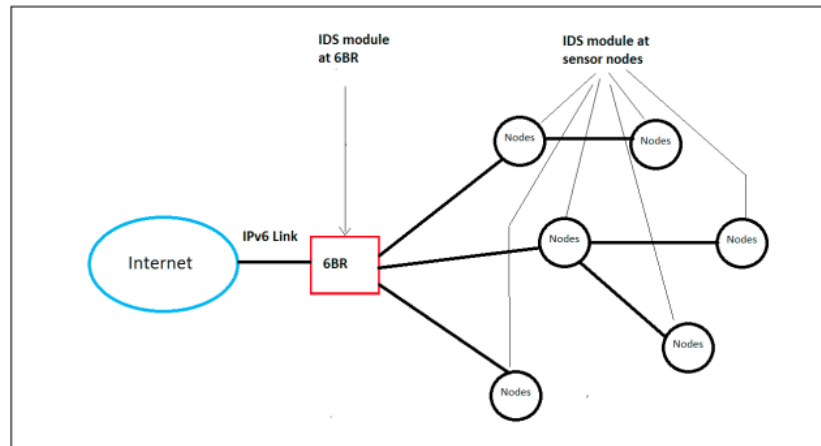 IDS module
at 6BR
IDS module at
sensor nodes
Nodes
Nodes
IPv6 Link
Internet
6BR
Nodes
Nodes
Nodes
Nodes